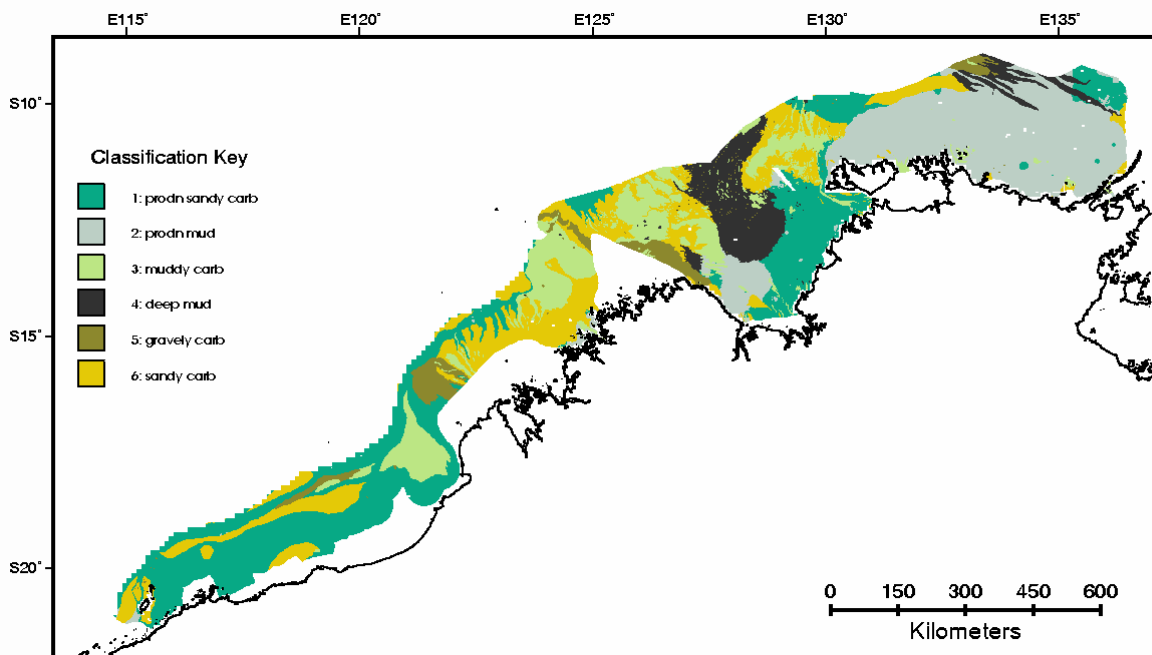 E115° E120° E125° E130° E135°
S10°
Classification Key
1: prodn sandy carb
2: prodn mud
3: muddy carb
4: deep mud
S15°
5: gravely carb
6: sandy carb
S20°
0 150 300 450 600
Kilometers